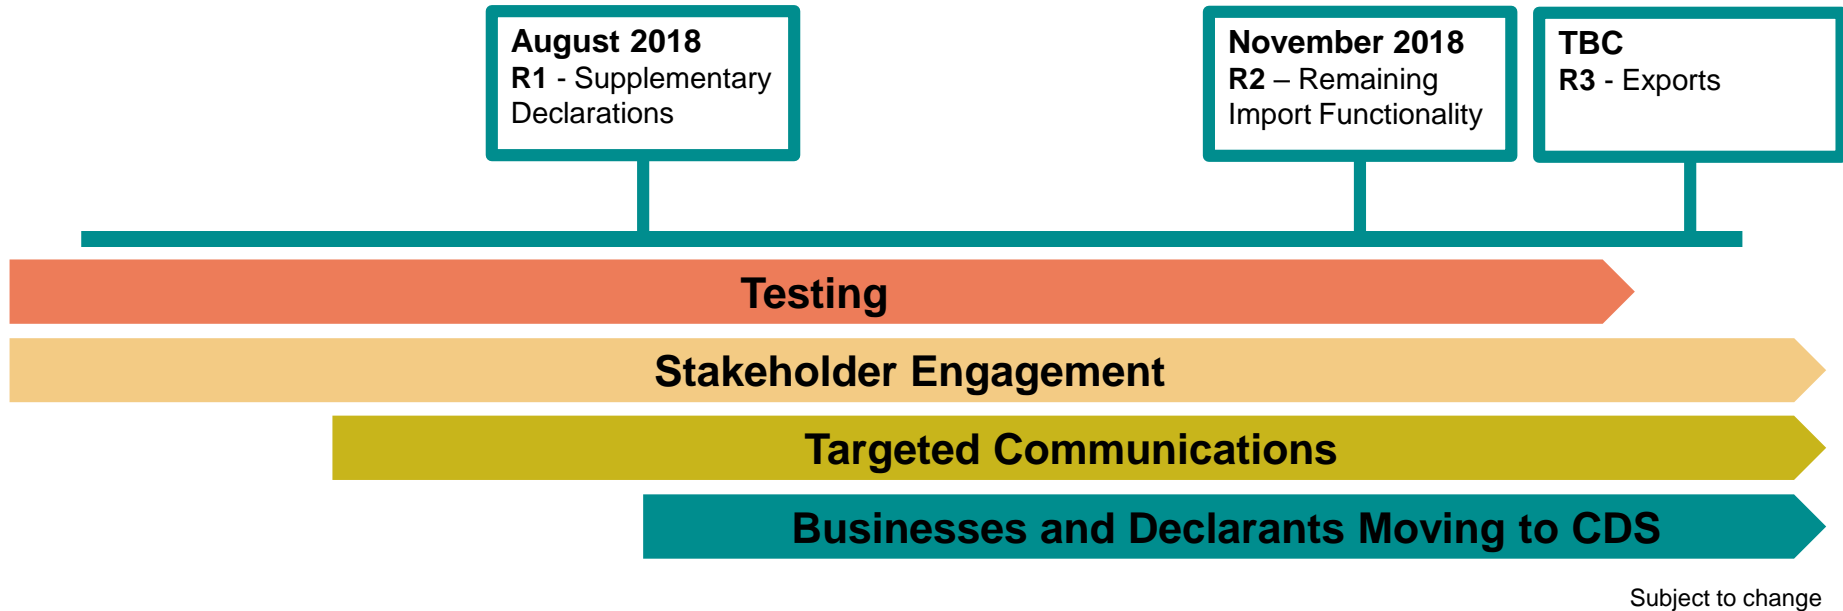 August 2018
R1 - Supplementary
Declarations
November 2018
R2 – Remaining
Import Functionality
TBC
R3 - Exports
Testing
Stakeholder Engagement
Targeted Communications
Businesses and Declarants Moving to CDS
Subject to change